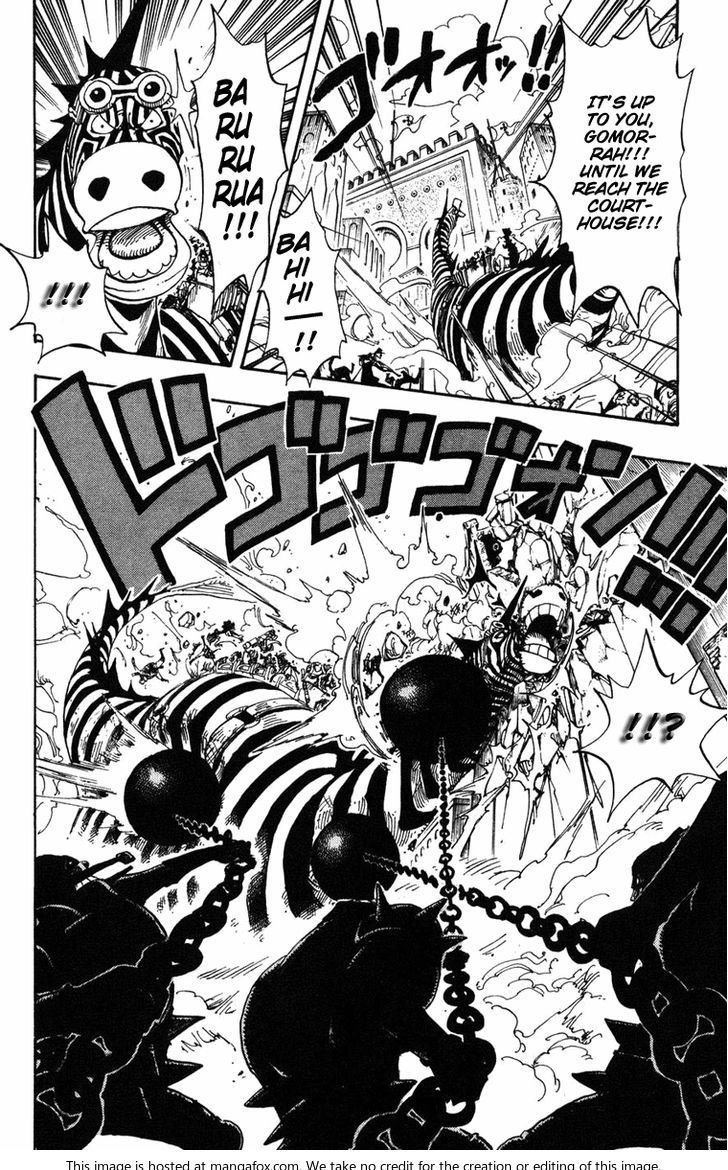 IT'S UP
TO YOU,
GOMOR-
RAH!!!
UNTIL WE
REACH THE
COURT-
HOUSE!!!
ゴオオッ!!
BA
HI
HI
—
!!
BA
RU
RU
RUA
!!!
!!!
ドゴゴゴゴオン!!!
!!?
This image is hosted at mangafox.com. We take no credit for the creation or editing of this image.